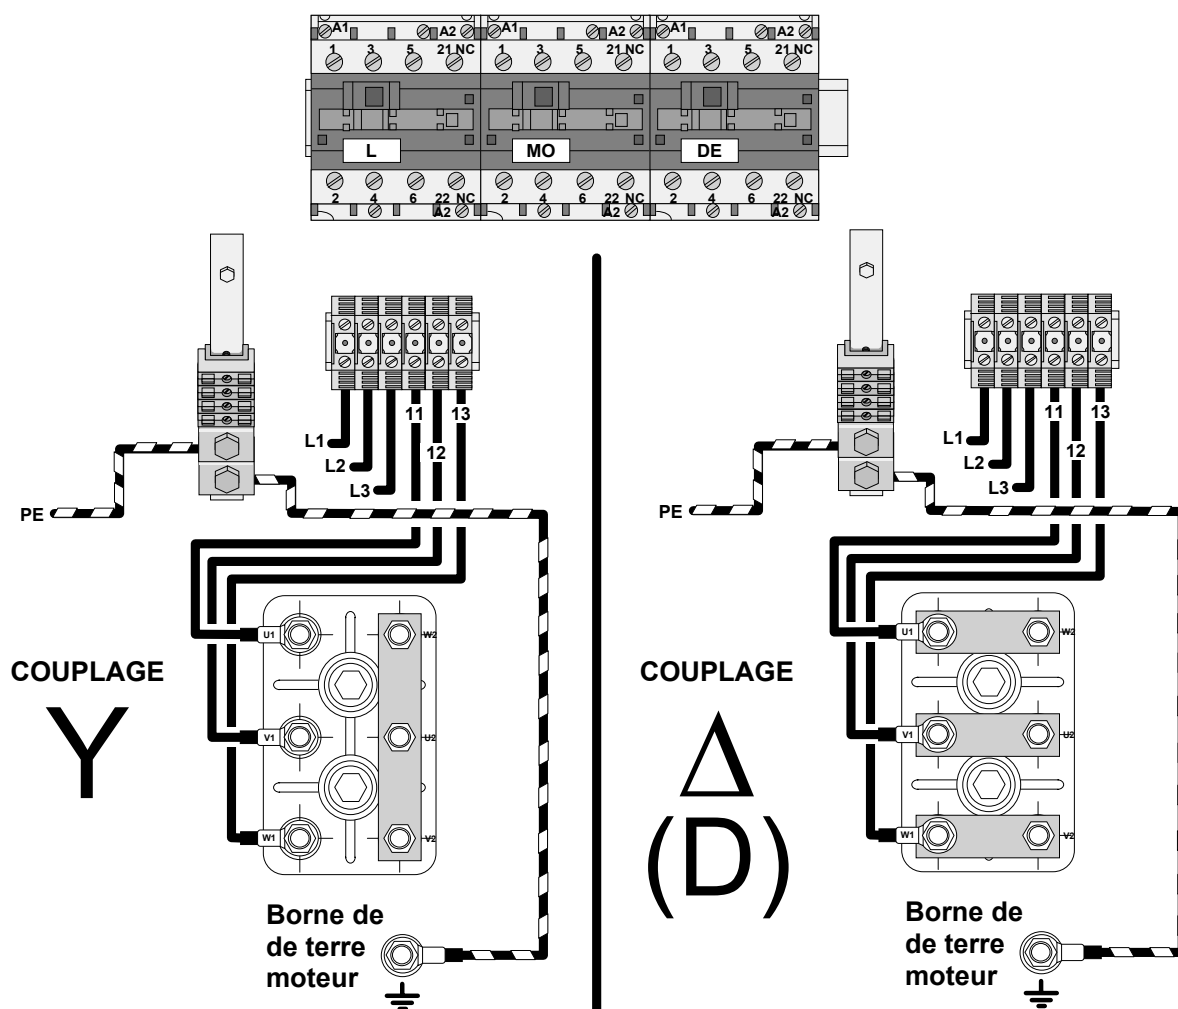 A1 A2 A1 A2 A1 A2
1 3 5 21 NC 1 3 5 21 NC 1 3 5 21 NC
L MO DE
2 4 6 22 NC 2 4 6 22 NC 2 4 6 22 NC
A2 A2 A2
11 13
L1
12
L2
L3
PE
U1 W2
COUPLAGE
Y
V1 U2
W1 V2
Borne de
de terre
moteur
11 13
L1
12
L2
L3
PE
U1 W2
COUPLAGE
Δ
(D)
V1 U2
W1 V2
Borne de
de terre
moteur